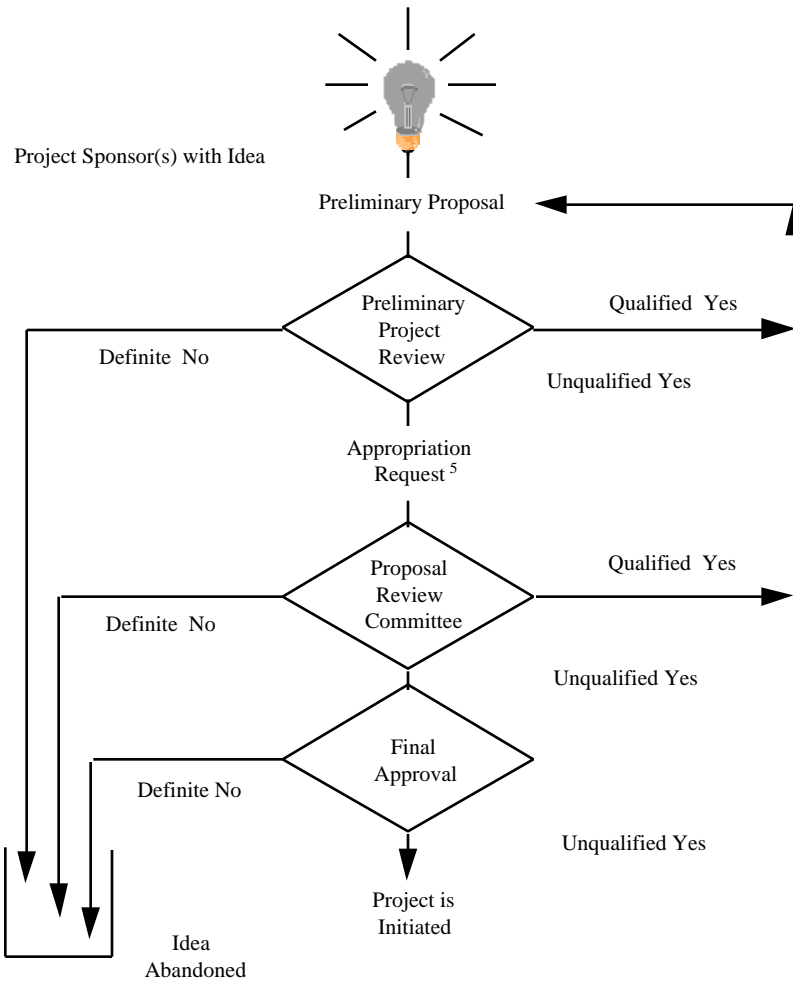 Project Sponsor(s) with Idea
Preliminary Proposal
Preliminary
Project
Review
Qualified Yes
Definite No
Unqualified Yes
Appropriation
Request 5
Proposal
Review
Committee
Qualified Yes
Definite No
Unqualified Yes
Final
Approval
Definite No
Unqualified Yes
Project is
Initiated
Idea
Abandoned